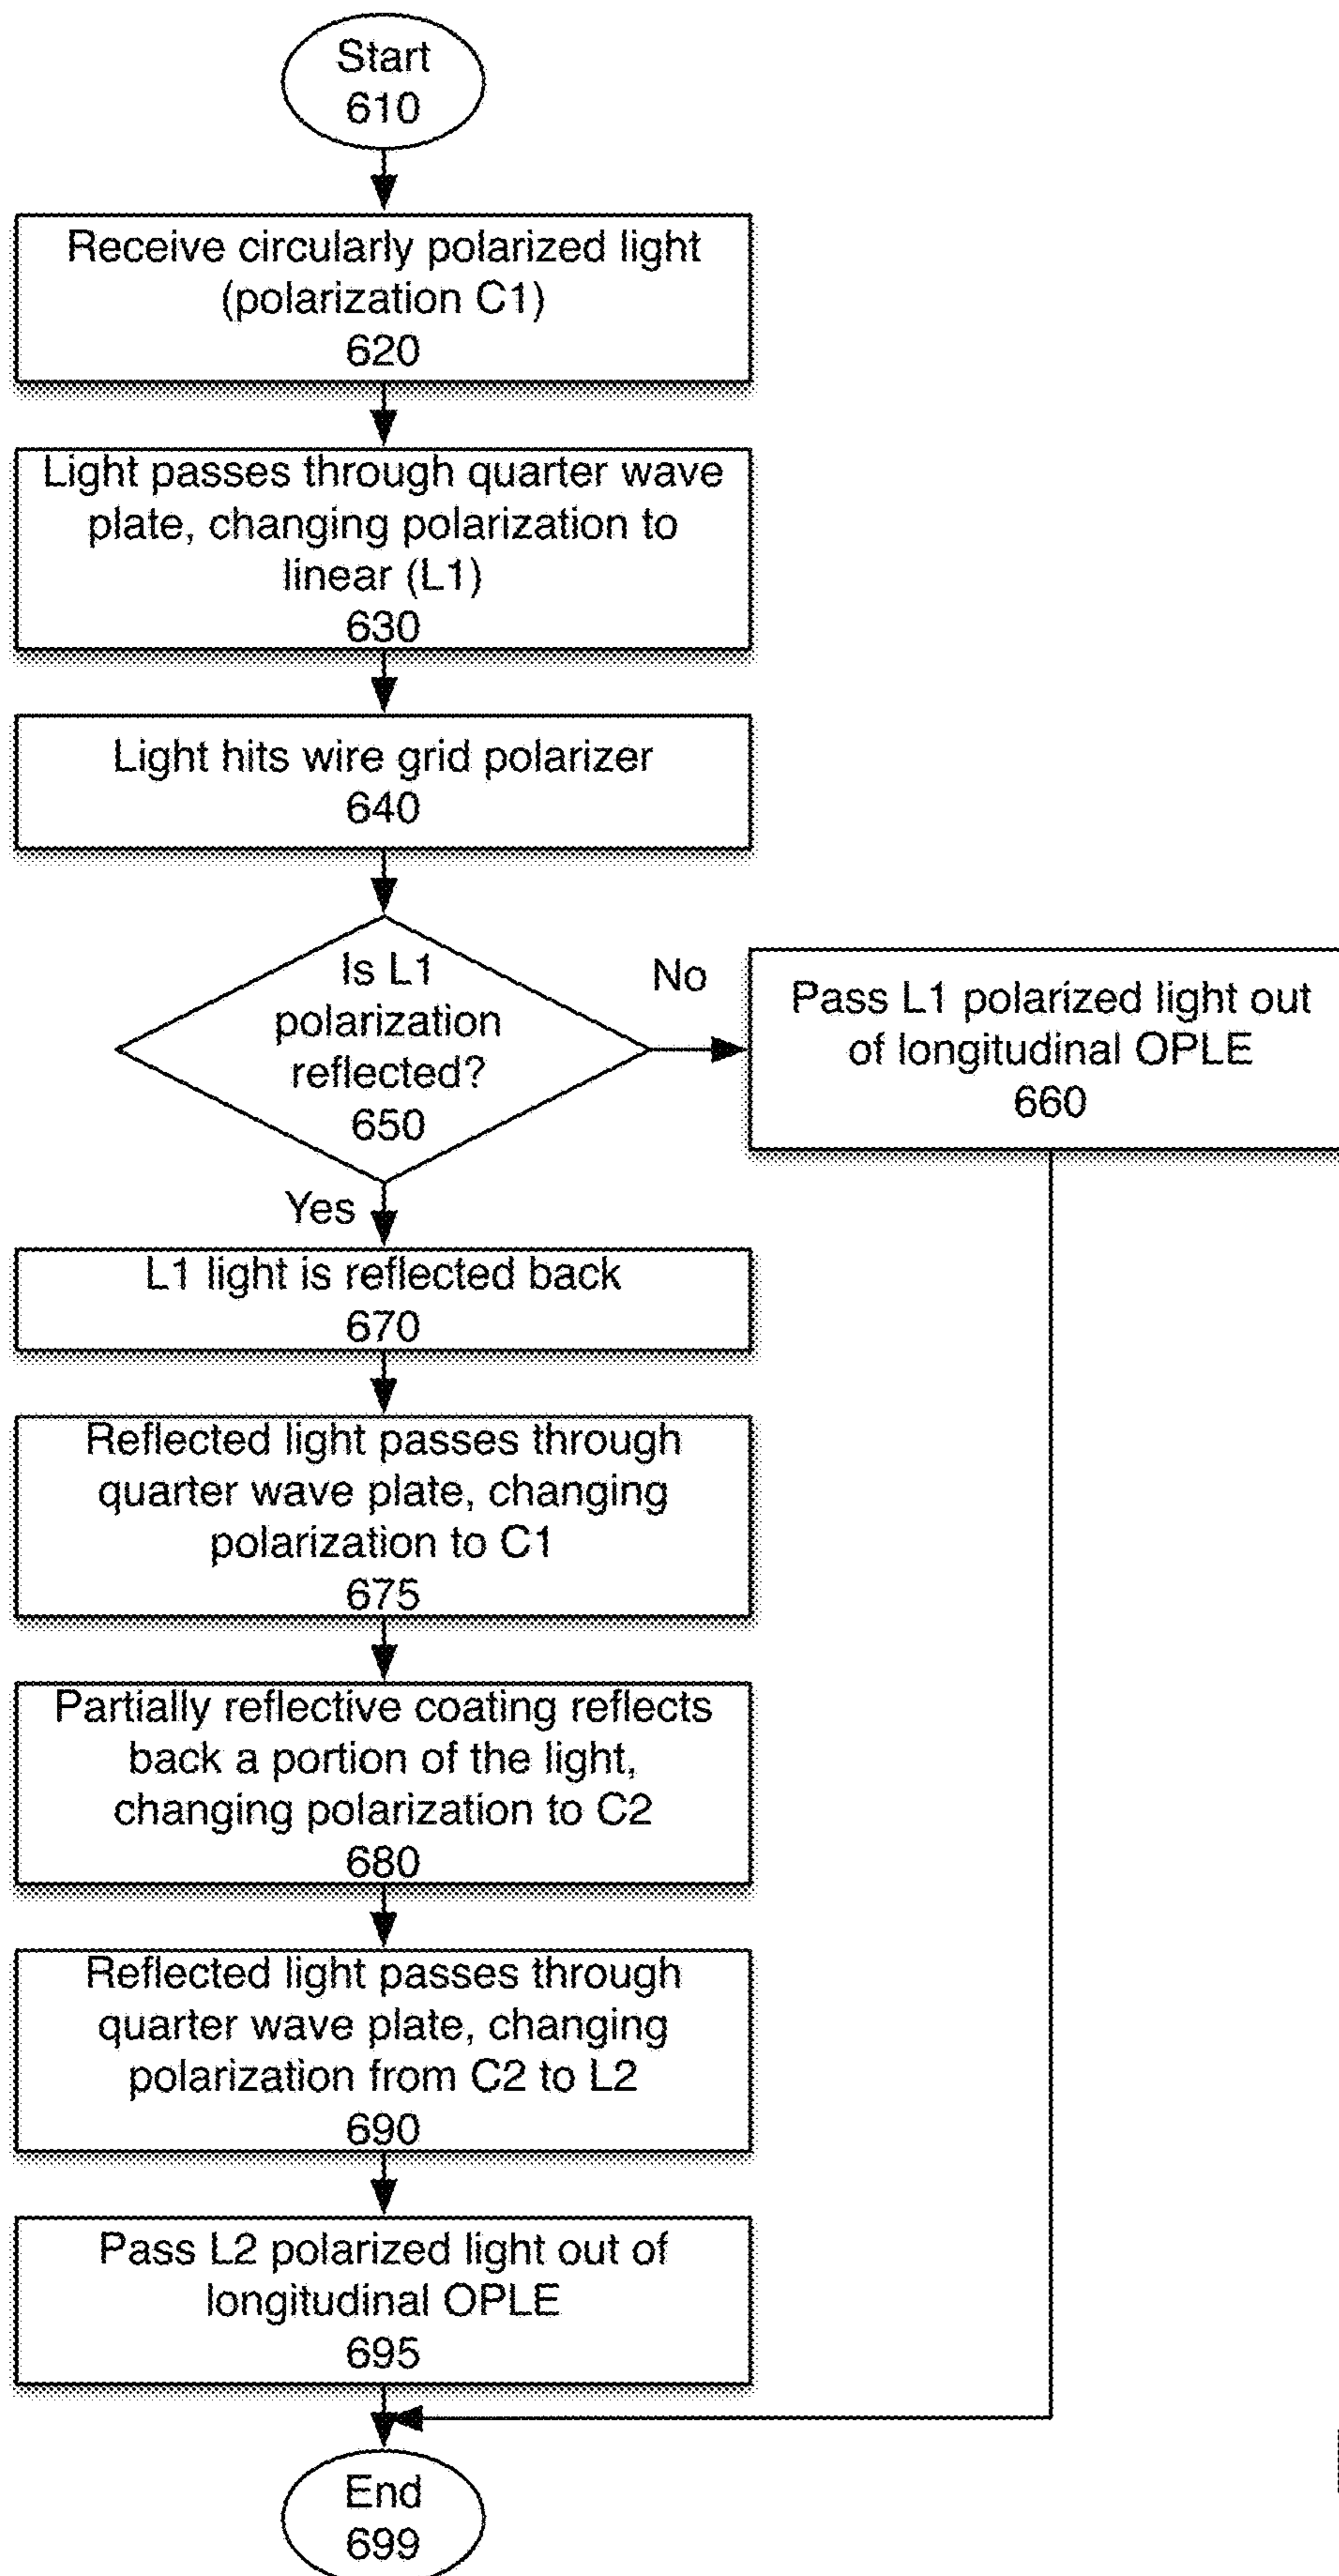 Start
610
Receive circularly polarized light
(polarization C1)
620
Light passes through quarter wave
plate, changing polarization to
linear (L1)
630
Light hits wire grid polarizer
640
Is L1
polarization
reflected?
650
No
Pass L1 polarized light out
of longitudinal OPLE
660
Yes
L1 light is reflected back
670
Reflected light passes through
quarter wave plate, changing
polarization to C1
675
Partially reflective coating reflects
back a portion of the light,
changing polarization to C2
680
Reflected light passes through
quarter wave plate, changing
polarization from C2 to L2
690
Pass L2 polarized light out of
longitudinal OPLE
695
End
699